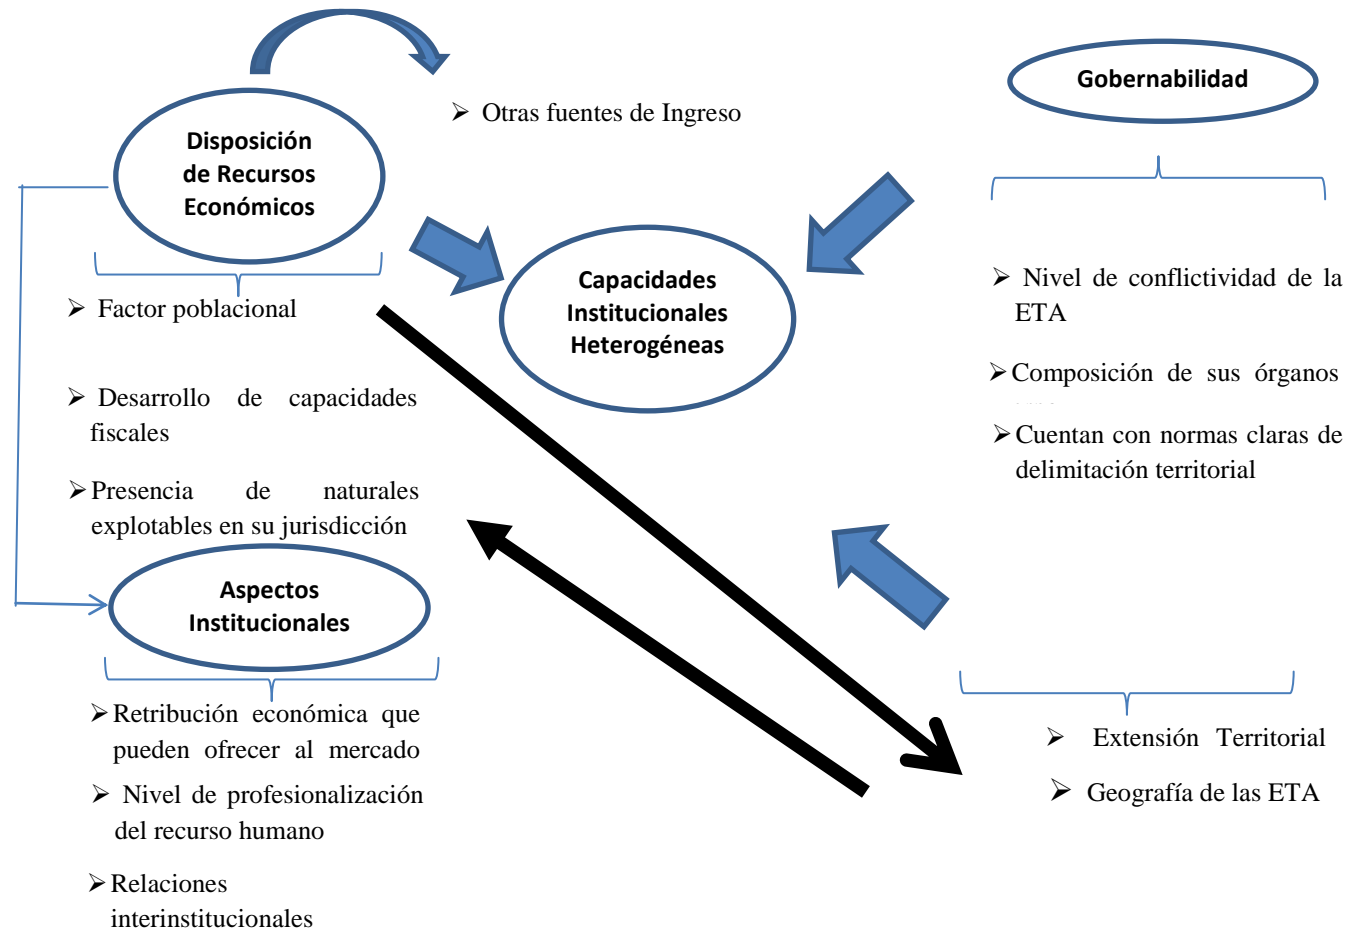 Disposición
de Recursos
Económicos
➢ Otras fuentes de Ingreso
➢ Factor poblacional
➢ Desarrollo de capacidades
fiscales
➢ Presencia de naturales
explotables en su jurisdicción
Aspectos
Institucionales
➢ Retribución económica que
pueden ofrecer al mercado
➢ Nivel de profesionalización
del recurso humano
➢ Relaciones
interinstitucionales
Capacidades
Institucionales
Heterogéneas
Gobernabilidad
➢ Nivel de conflictividad de la
ETA
➢ Composición de sus órganos
➢ Cuentan con normas claras de
delimitación territorial
➢ Extensión Territorial
➢ Geografía de las ETA